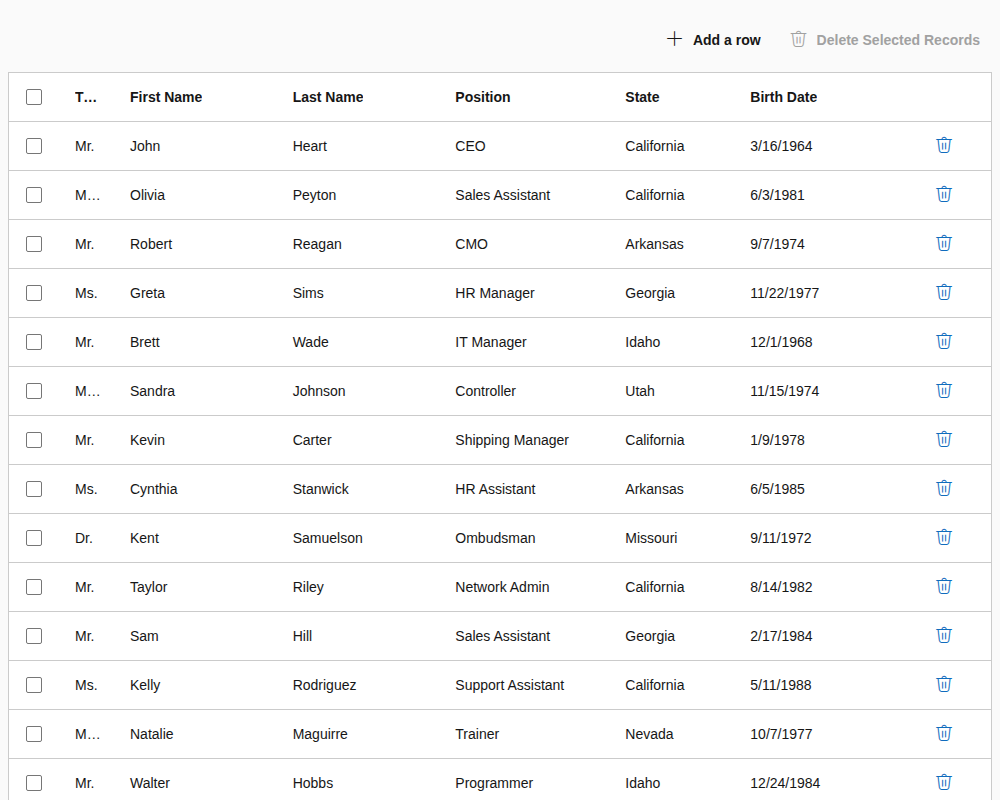 Add a row Delete Selected Records
T... First Name Last Name Position State Birth Date
Mr. John Heart CEO California 3/16/1964
M... Olivia Peyton Sales Assistant California 6/3/1981
Mr. Robert Reagan CMO Arkansas 9/7/1974
Ms. Greta Sims HR Manager Georgia 11/22/1977
Mr. Brett Wade IT Manager Idaho 12/1/1968
M... Sandra Johnson Controller Utah 11/15/1974
Mr. Kevin Carter Shipping Manager California 1/9/1978
Ms. Cynthia Stanwick HR Assistant Arkansas 6/5/1985
Dr. Kent Samuelson Ombudsman Missouri 9/11/1972
Mr. Taylor Riley Network Admin California 8/14/1982
Mr. Sam Hill Sales Assistant Georgia 2/17/1984
Ms. Kelly Rodriguez Support Assistant California 5/11/1988
M... Natalie Maguirre Trainer Nevada 10/7/1977
Mr. Walter Hobbs Programmer Idaho 12/24/1984